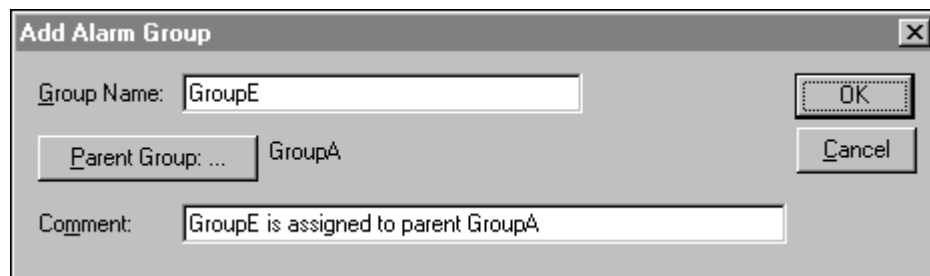 Add Alarm Group
Group Name: GroupE
OK
Parent Group: ... GroupA
Cancel
Comment: GroupE is assigned to parent GroupA